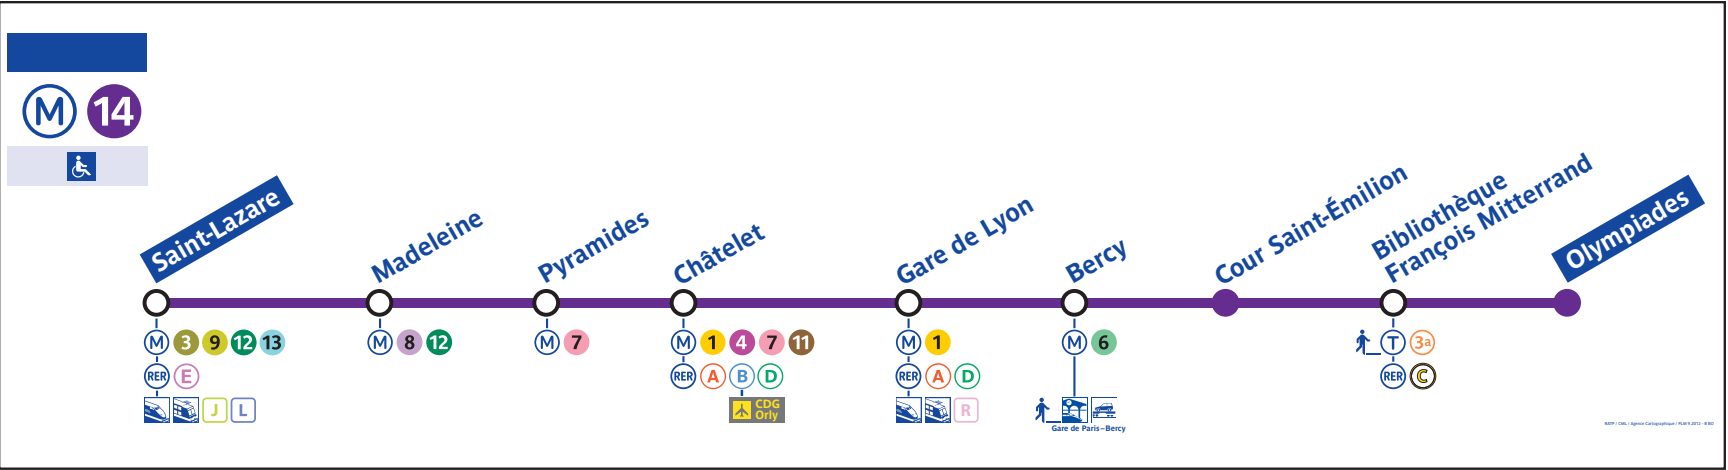 M 14
Saint-Lazare
Madeleine
Pyramides
Châtelet
Gare de Lyon
Bercy
Cour Saint-Émilion
Bibliothèque
François Mitterrand
Olympiades
M 3 9 12 13
RER E
J L
M 8 12
M 7
M 1 4 7 11
RER A B D
CDG
Orly
M 1
RER A D
R
M 6
Gare de Paris–Bercy
T 3a
RER C